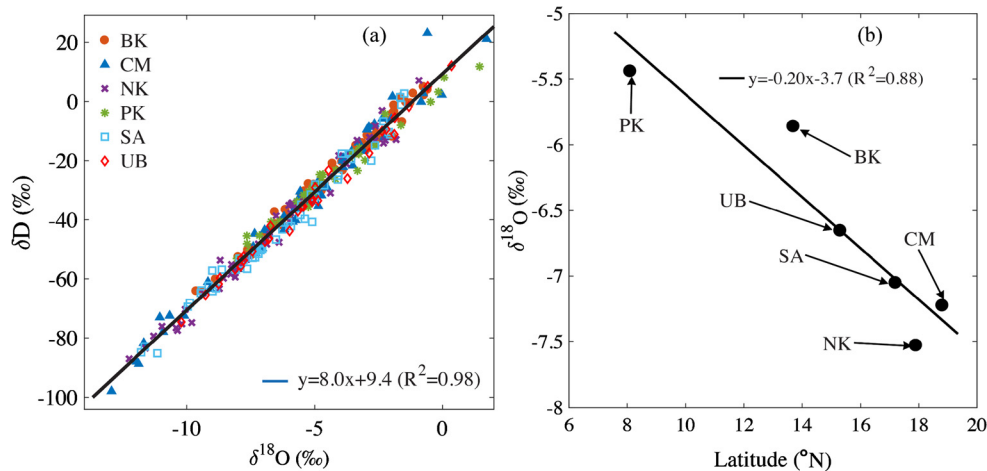 (a)
20
0
-20
-40
-60
-80
-100
-10
-5
0
δD (‰)
δ¹⁸O (‰)
BK
CM
NK
PK
SA
UB
y=8.0x+9.4 (R²=0.98)
(b)
-5
-5.5
-6
-6.5
-7
-7.5
-8
6
8
10
12
14
16
18
20
δ¹⁸O (‰)
Latitude (°N)
y=-0.20x-3.7 (R²=0.88)
PK
BK
UB
SA
CM
NK